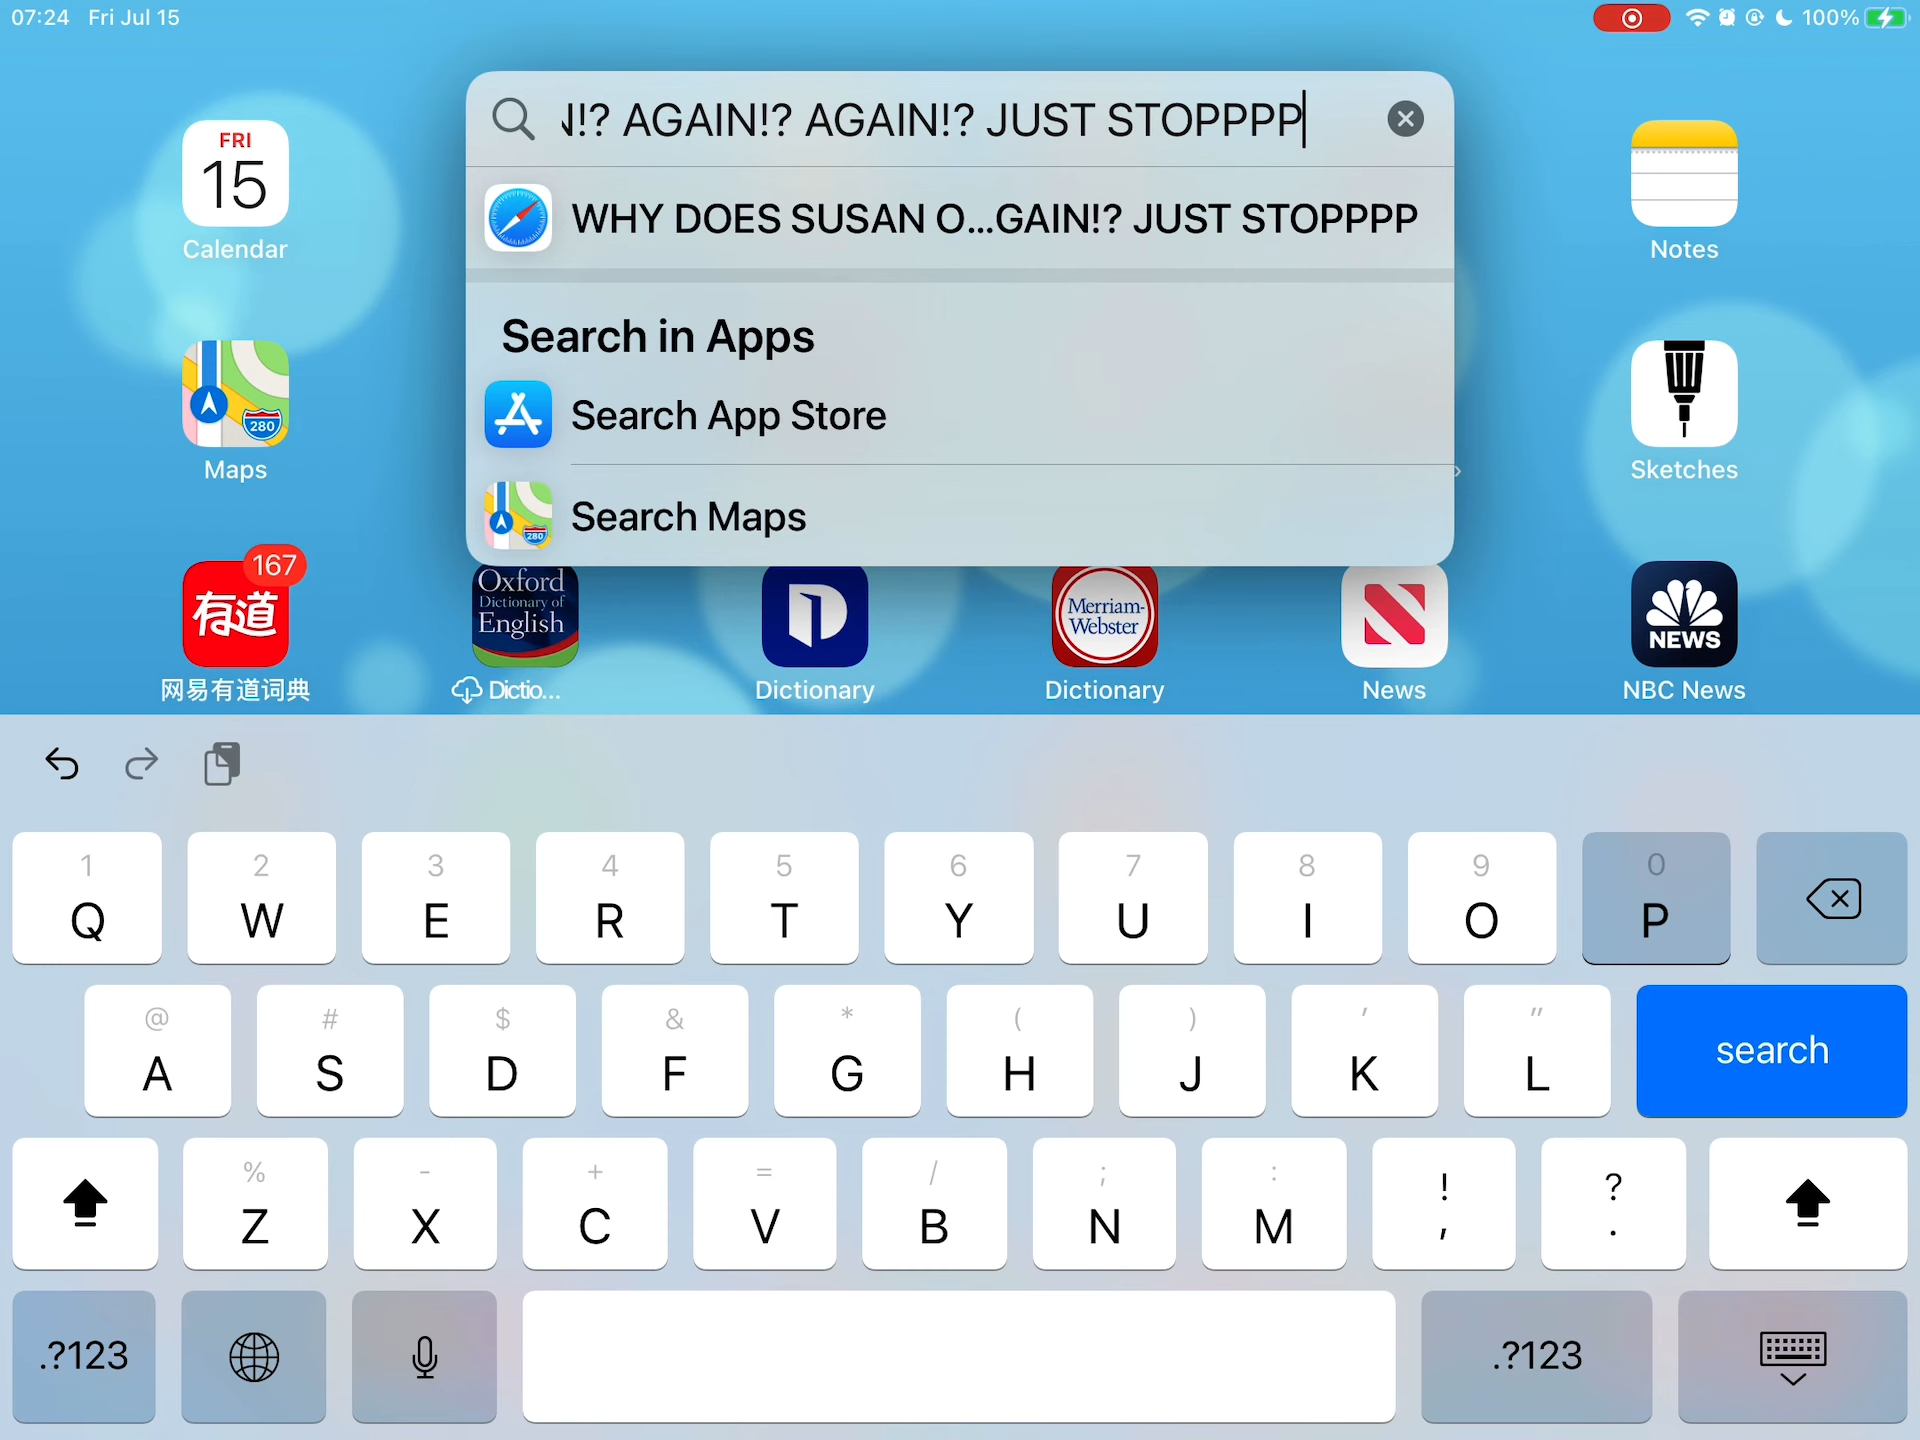 07:24 Fri Jul 15
100%
N!? AGAIN!? AGAIN!? JUST STOPPPP
WHY DOES SUSAN O...GAIN!? JUST STOPPPP
Search in Apps
Search App Store
Search Maps
FRI
15
Calendar
Notes
280
Maps
280
Sketches
167
有道
网易有道词典
Oxford
Dictionary of
English
Dictio...
Dictionary
Merriam-
Webster
Dictionary
News
NEWS
NBC News
1 2 3 4 5 6 7 8 9 0
Q W E R T Y U I O P
@ # $ & * ( ) ' "
A S D F G H J K L search
% - + = / ; : ! ?
Z X C V B N M , .
.?123 .?123